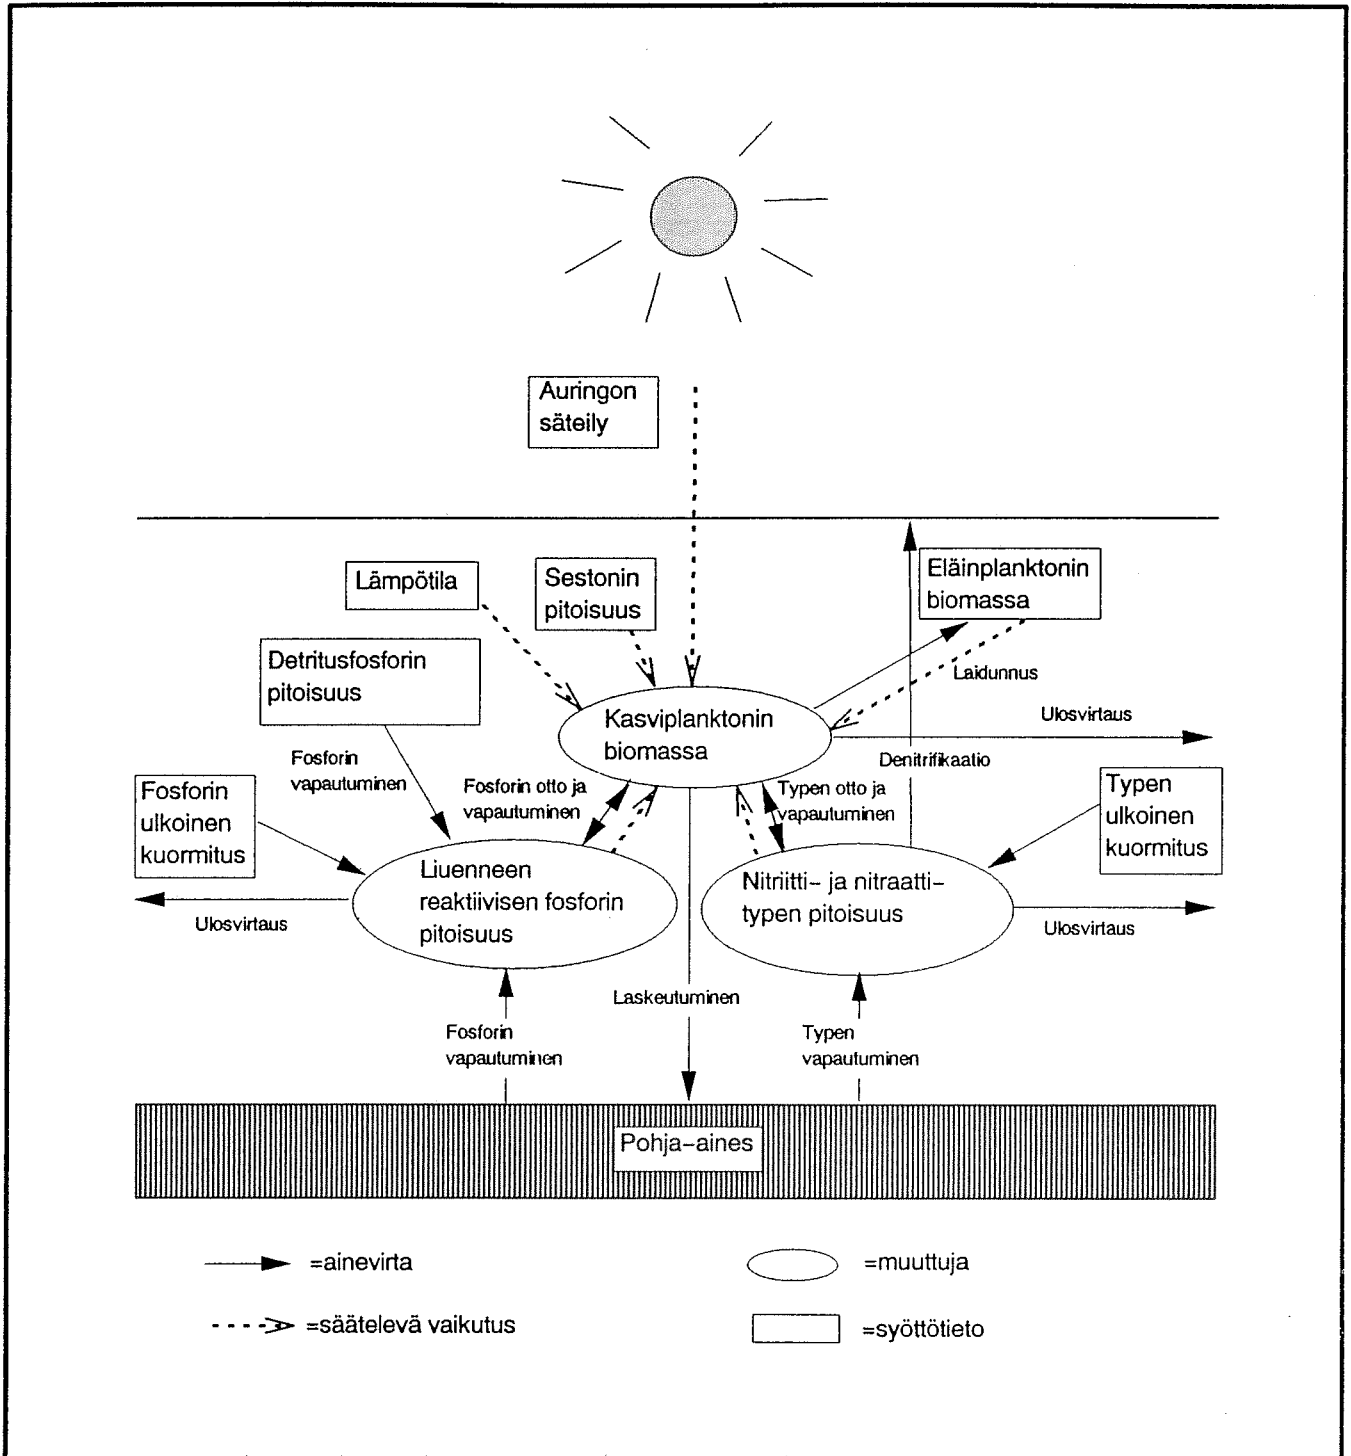 Auringon
säteily
Lämpötila
Sestonin
pitoisuus
Eläinplanktonin
biomassa
Detritusfosforin
pitoisuus
Laidunnus
Kasviplanktonin
biomassa
Ulosvirtaus
Fosforin
vapautuminen
Denitrifikaatio
Fosforin otto ja
vapautuminen
Typen otto ja
vapautuminen
Fosforin
ulkoinen
kuormitus
Typen
ulkoinen
kuormitus
Liuenneen
reaktiivisen fosforin
pitoisuus
Nitriitti- ja nitraatti-
typen pitoisuus
Ulosvirtaus
Ulosvirtaus
Laskeutuminen
Fosforin
vapautuminen
Typen
vapautuminen
Pohja-aines
=ainevirta
=muuttuja
=säätelevä vaikutus
=syöttötieto